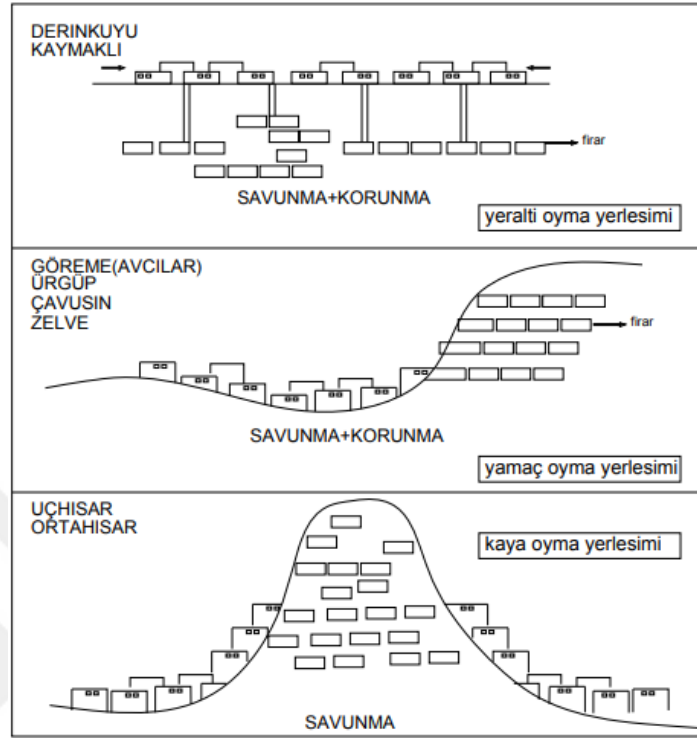 DERINKUYU
KAYMAKLI
firar
SAVUNMA+KORUNMA
yeralti oyma yerlesimi
GÖREME(AVCILAR)
ÜRGÜP
ÇAVUSIN
ZELVE
firar
SAVUNMA+KORUNMA
yamaç oyma yerlesimi
UÇHISAR
ORTAHISAR
kaya oyma yerlesimi
SAVUNMA